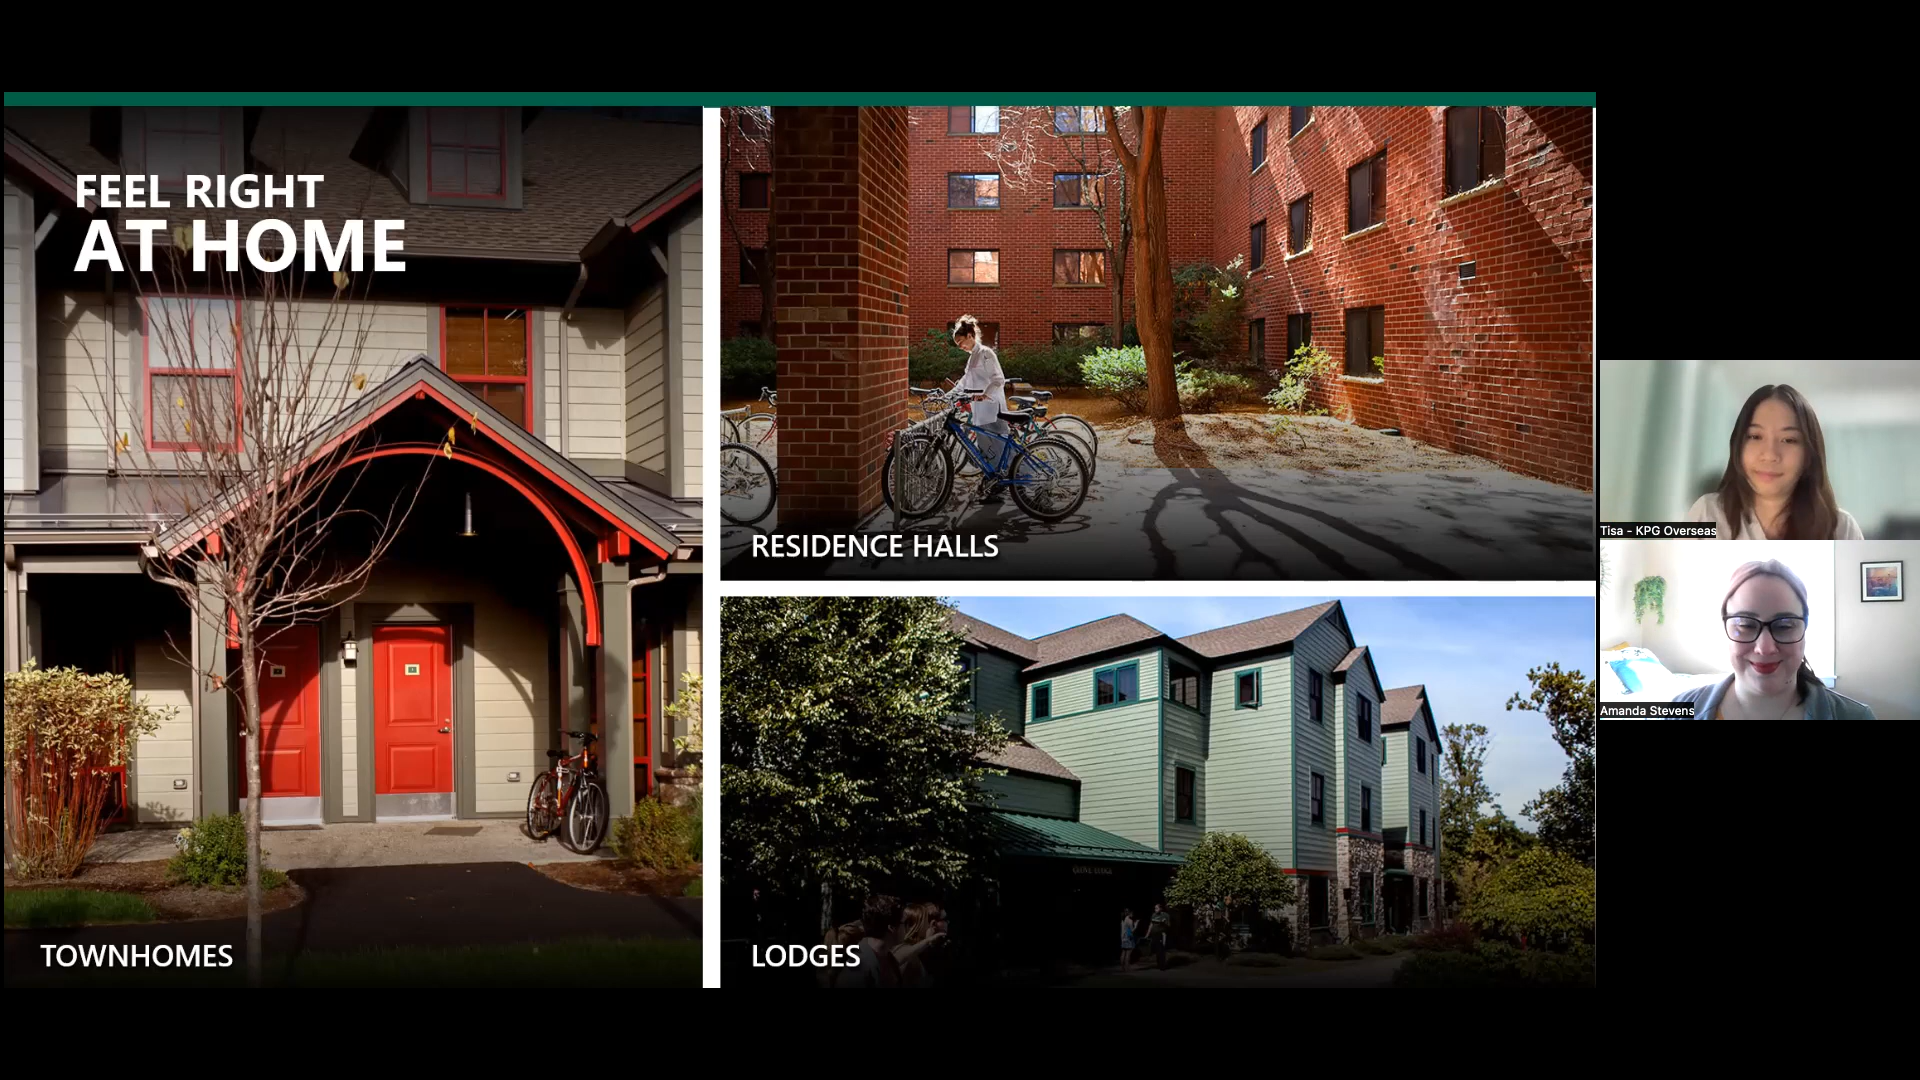 FEEL RIGHT
AT HOME
TOWNHOMES
RESIDENCE HALLS
LODGES
Tisa - KPG Overseas
Amanda Stevens